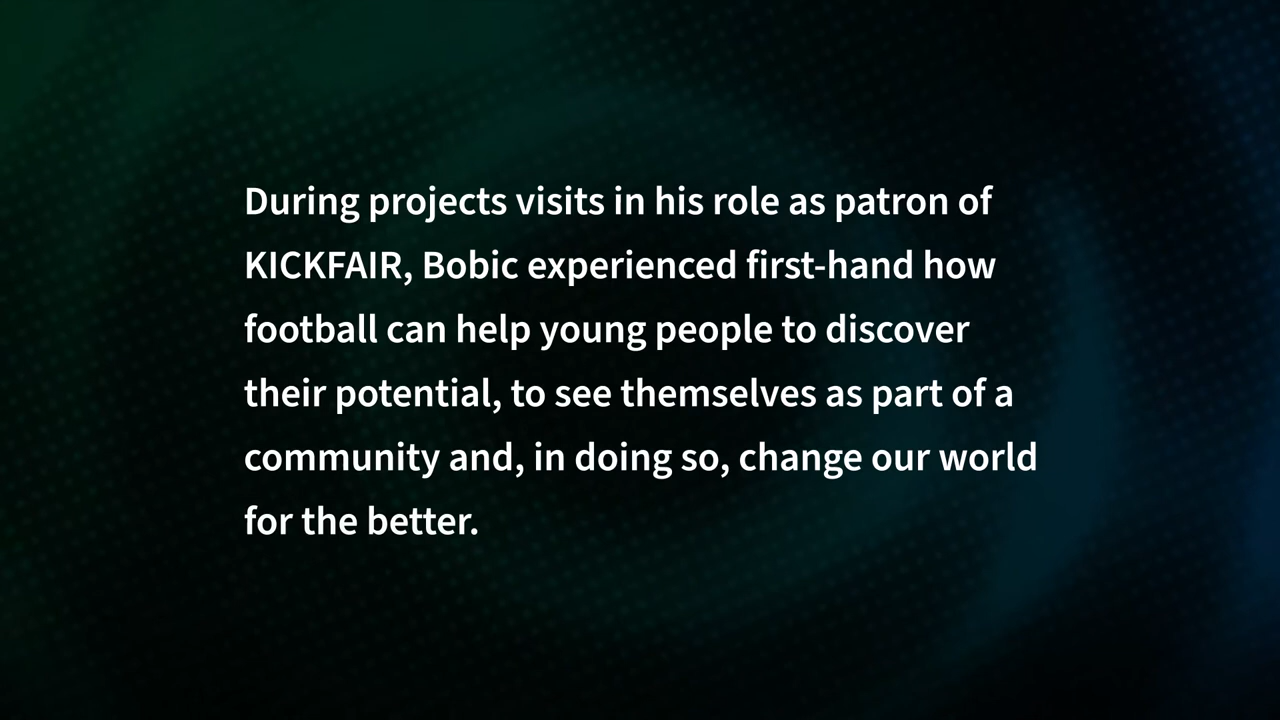 During projects visits in his role as patron of
KICKFAIR, Bobic experienced first-hand how
football can help young people to discover
their potential, to see themselves as part of a
community and, in doing so, change our world
for the better.